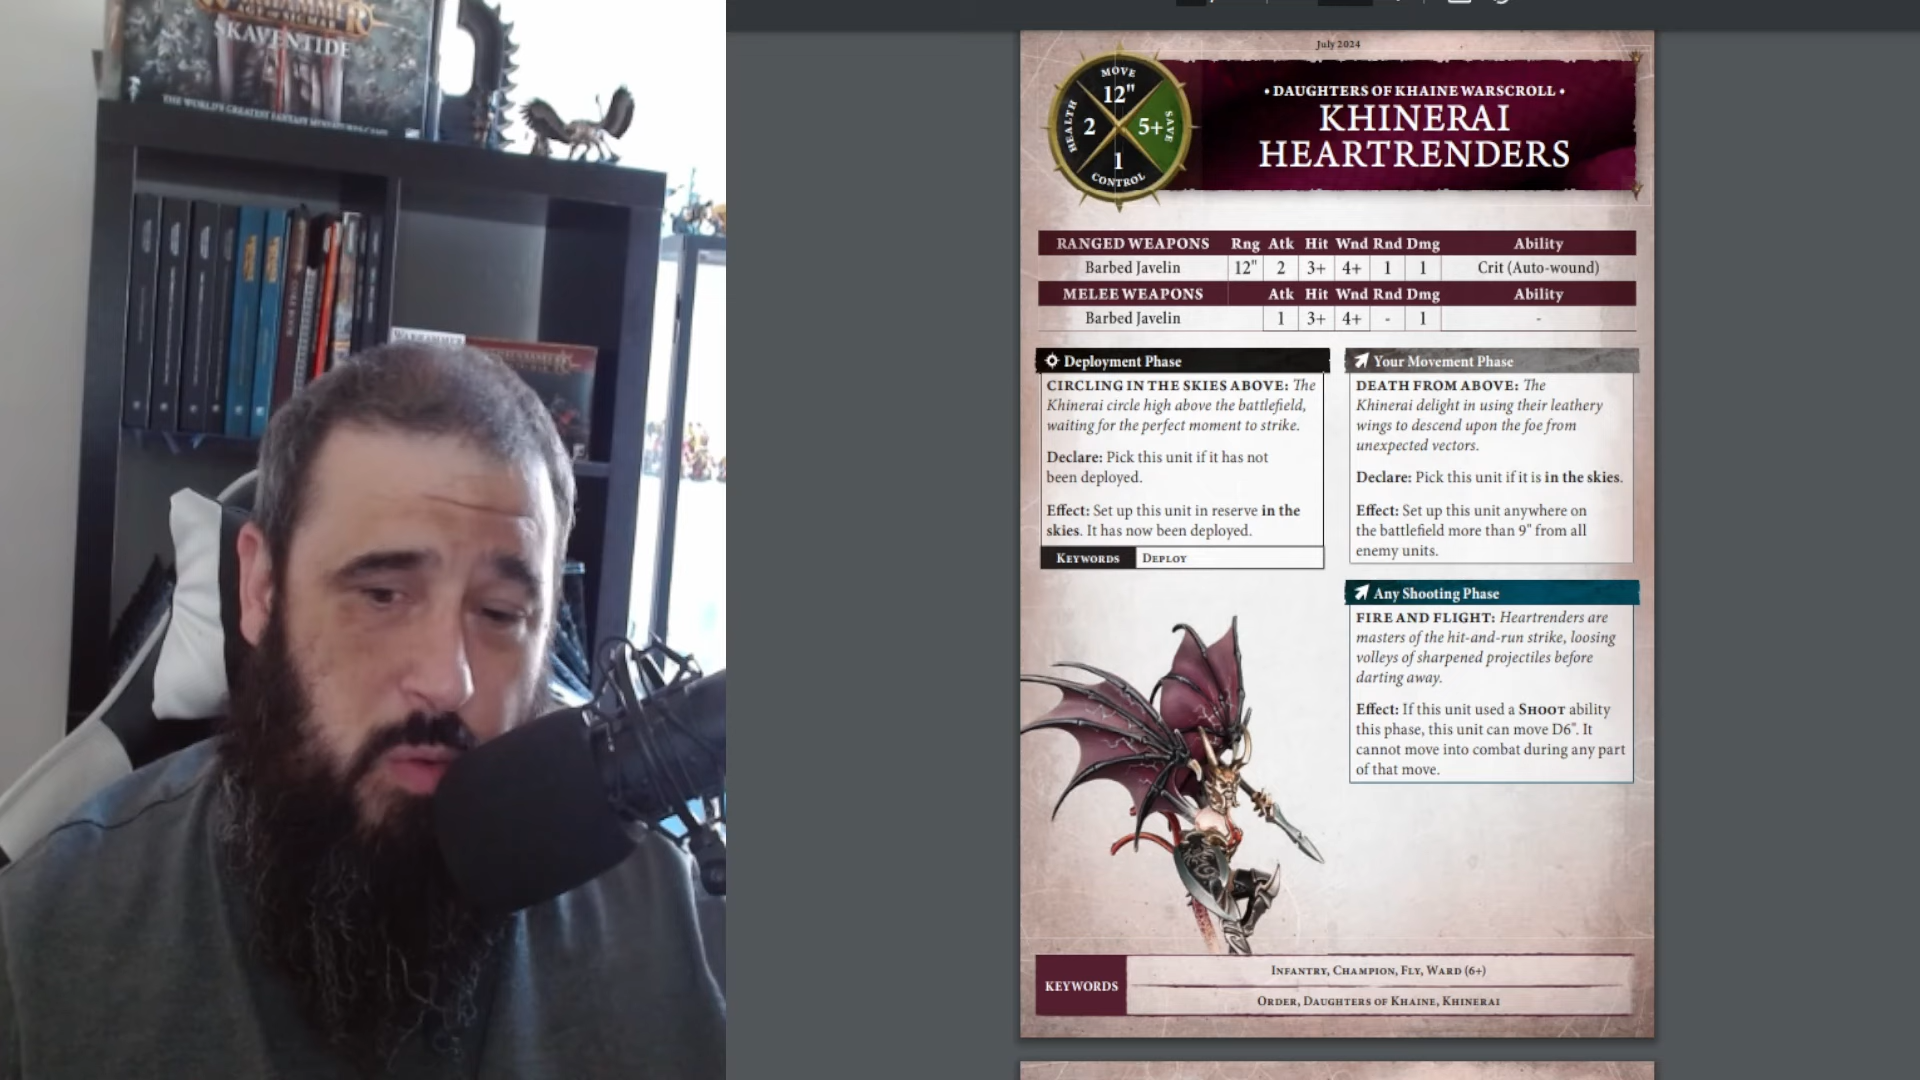 WARHAMMER
SKAVENTIDE
THE WORLD'S GREATEST FANTASY MINIATURES GAME
WARHAMMER
July 2024
MOVE
12"
HEALTH
2
5+
SAVE
1
CONTROL
• DAUGHTERS OF KHAINE WARSCROLL •
KHINERAI
HEARTRENDERS
RANGED WEAPONS Rng Atk Hit Wnd Rnd Dmg Ability
Barbed Javelin 12" 2 3+ 4+ 1 1 Crit (Auto-wound)
MELEE WEAPONS Atk Hit Wnd Rnd Dmg Ability
Barbed Javelin 1 3+ 4+ - 1 -
Deployment Phase
CIRCLING IN THE SKIES ABOVE: The
Khinerai circle high above the battlefield,
waiting for the perfect moment to strike.
Declare: Pick this unit if it has not
been deployed.
Effect: Set up this unit in reserve in the
skies. It has now been deployed.
KEYWORDS DEPLOY
Your Movement Phase
DEATH FROM ABOVE: The
Khinerai delight in using their leathery
wings to descend upon the foe from
unexpected vectors.
Declare: Pick this unit if it is in the skies.
Effect: Set up this unit anywhere on
the battlefield more than 9" from all
enemy units.
Any Shooting Phase
FIRE AND FLIGHT: Heartrenders are
masters of the hit-and-run strike, loosing
volleys of sharpened projectiles before
darting away.
Effect: If this unit used a SHOOT ability
this phase, this unit can move D6". It
cannot move into combat during any part
of that move.
KEYWORDS
INFANTRY, CHAMPION, FLY, WARD (6+)
ORDER, DAUGHTERS OF KHAINE, KHINERAI